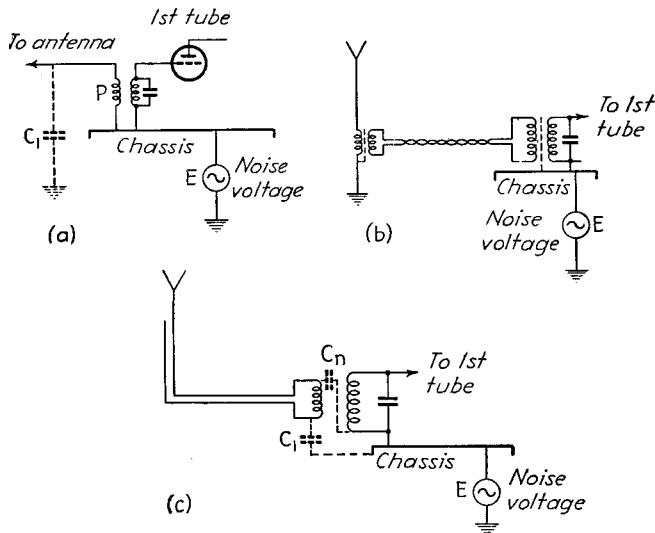 1st tube
To antenna
P
C₁
Chassis
E
Noise
voltage
(a)
To 1st
tube
Chassis
Noise
voltage
E
(b)
Cn
To 1st
tube
C₁
Chassis
E
Noise
voltage
(c)